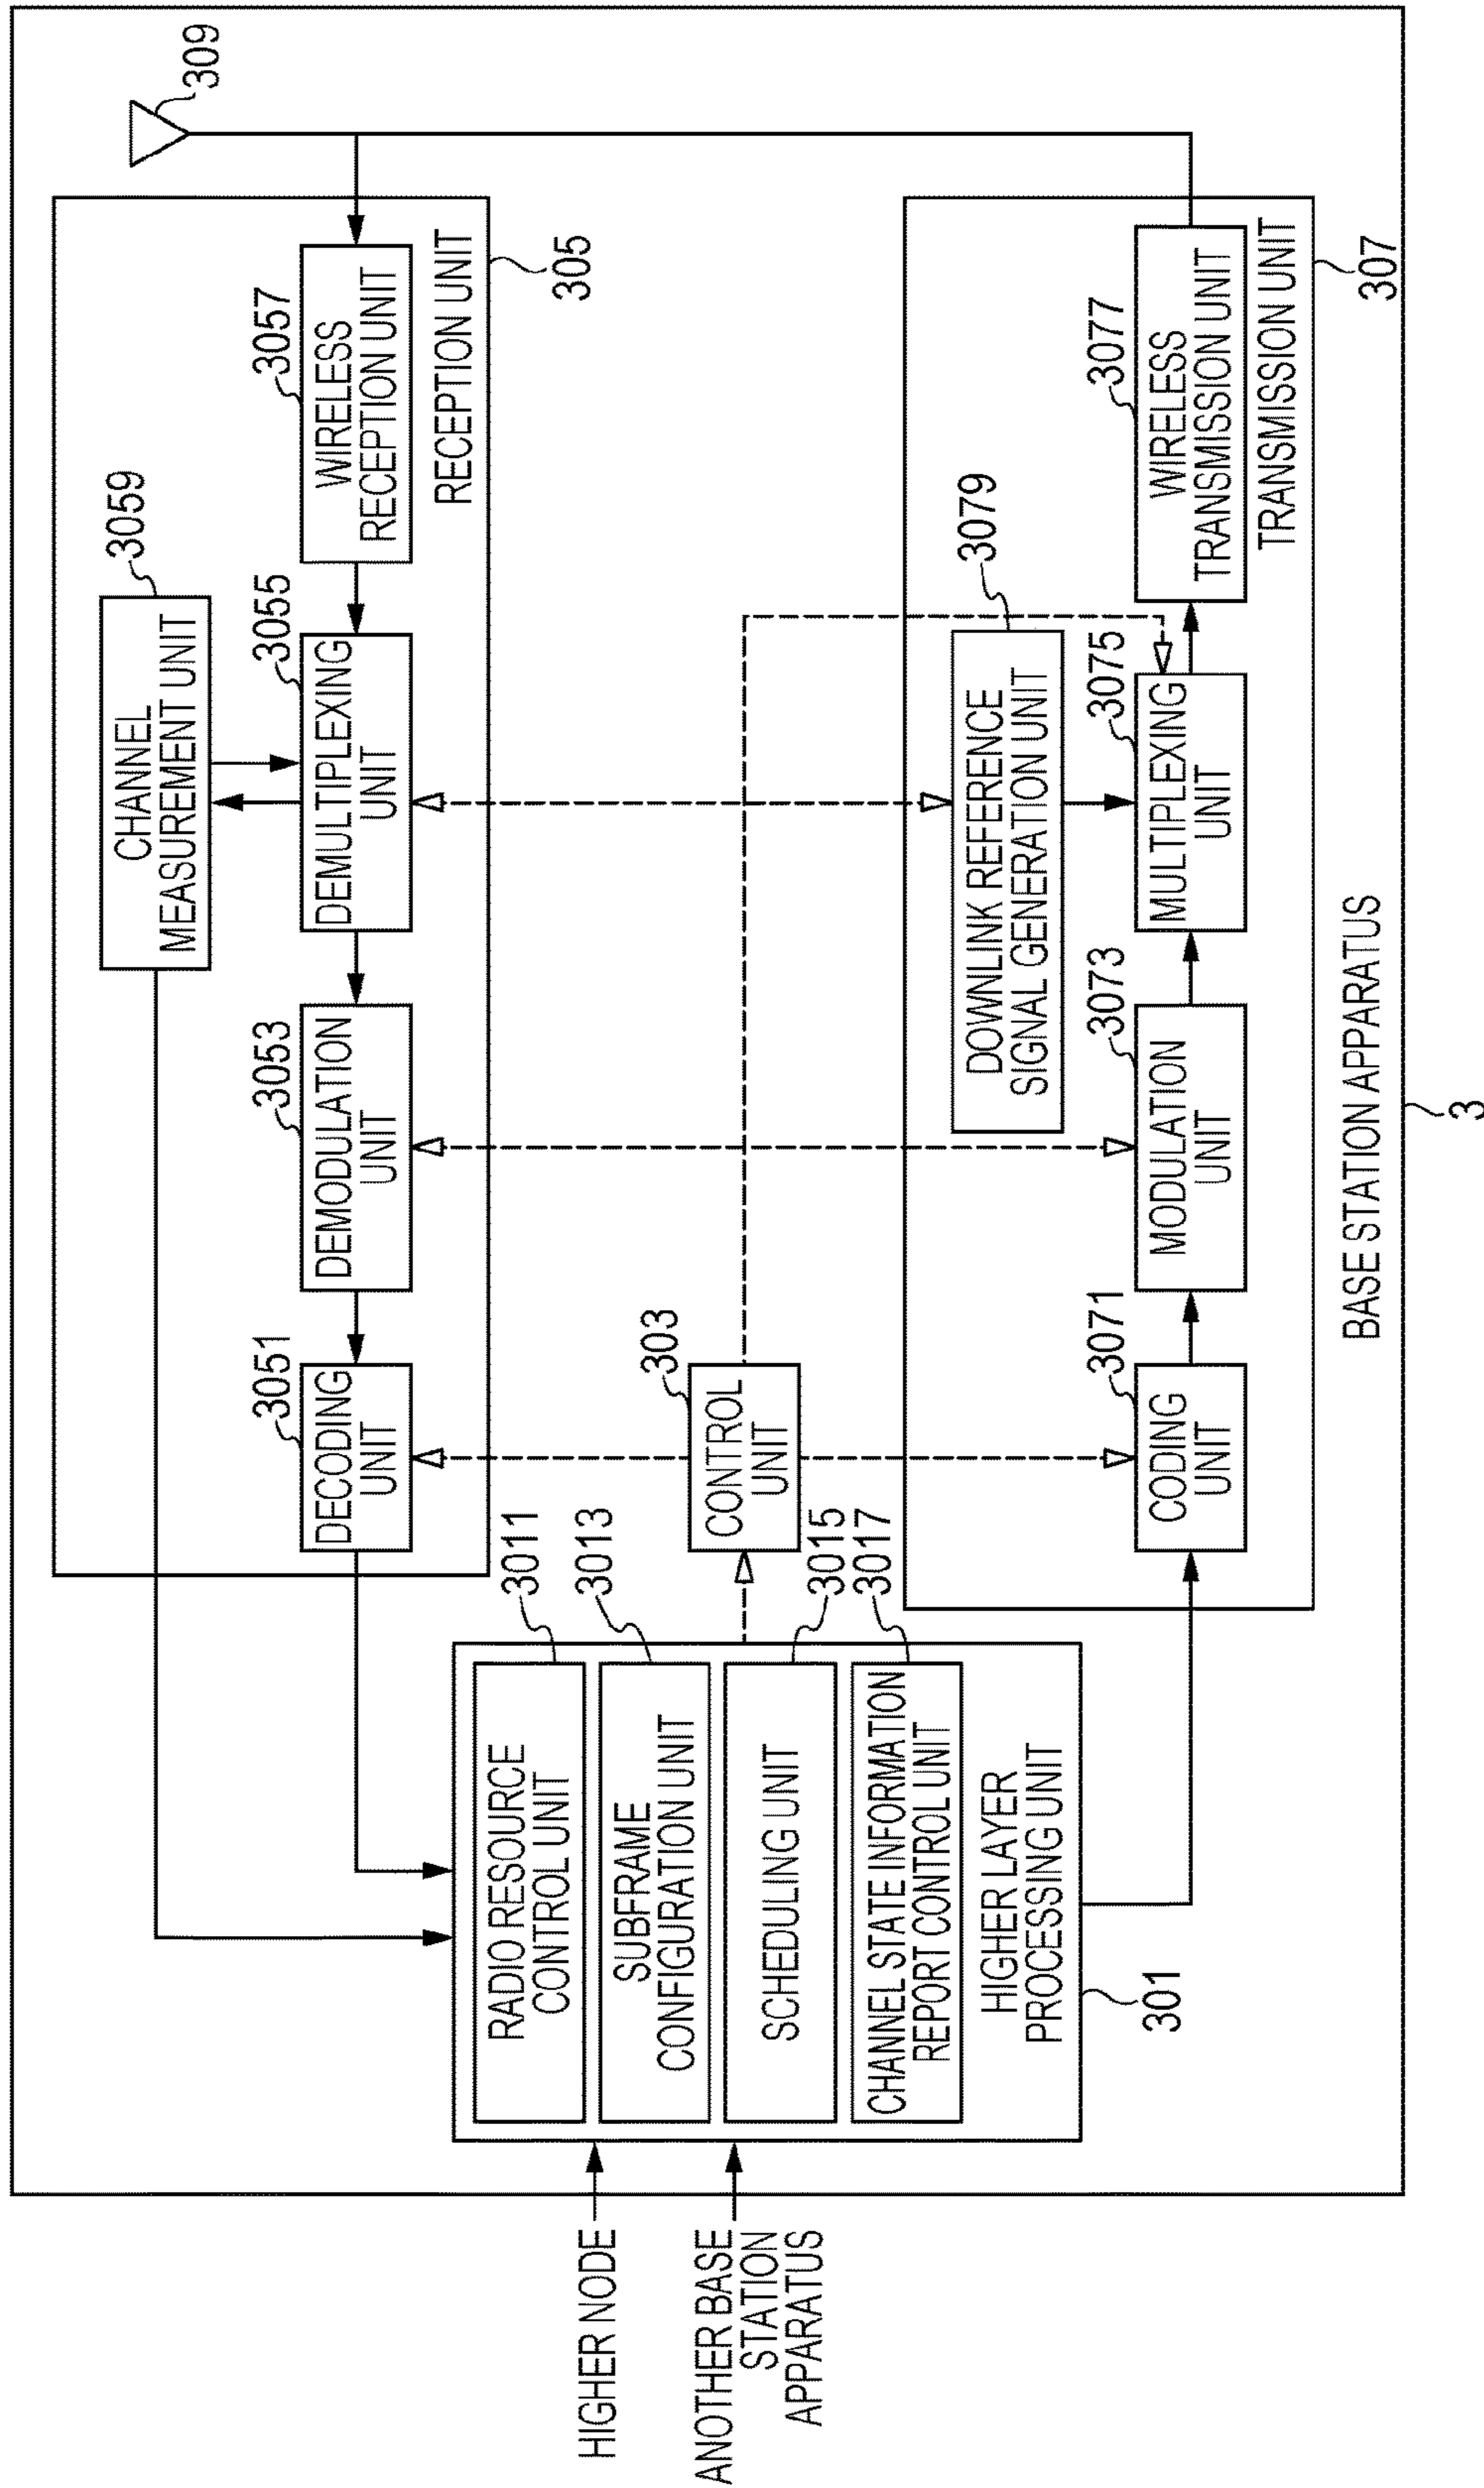 HIGHER NODE
ANOTHER BASE
STATION
APPARATUS
RADIO RESOURCE
CONTROL UNIT
3011
SUBFRAME
CONFIGURATION UNIT
3013
SCHEDULING UNIT
3015
CHANNEL STATE INFORMATION
REPORT CONTROL UNIT
3017
HIGHER LAYER
PROCESSING UNIT
301
CONTROL
UNIT
303
CHANNEL
MEASUREMENT UNIT
3059
DECODING
UNIT
3051
DEMODULATION
UNIT
3053
DEMULTIPLEXING
UNIT
3055
WIRELESS
RECEPTION UNIT
3057
RECEPTION UNIT
305
309
DOWNLINK REFERENCE
SIGNAL GENERATION UNIT
3079
CODING
UNIT
3071
MODULATION
UNIT
3073
MULTIPLEXING
UNIT
3075
WIRELESS
TRANSMISSION UNIT
3077
TRANSMISSION UNIT
307
BASE STATION APPARATUS
3